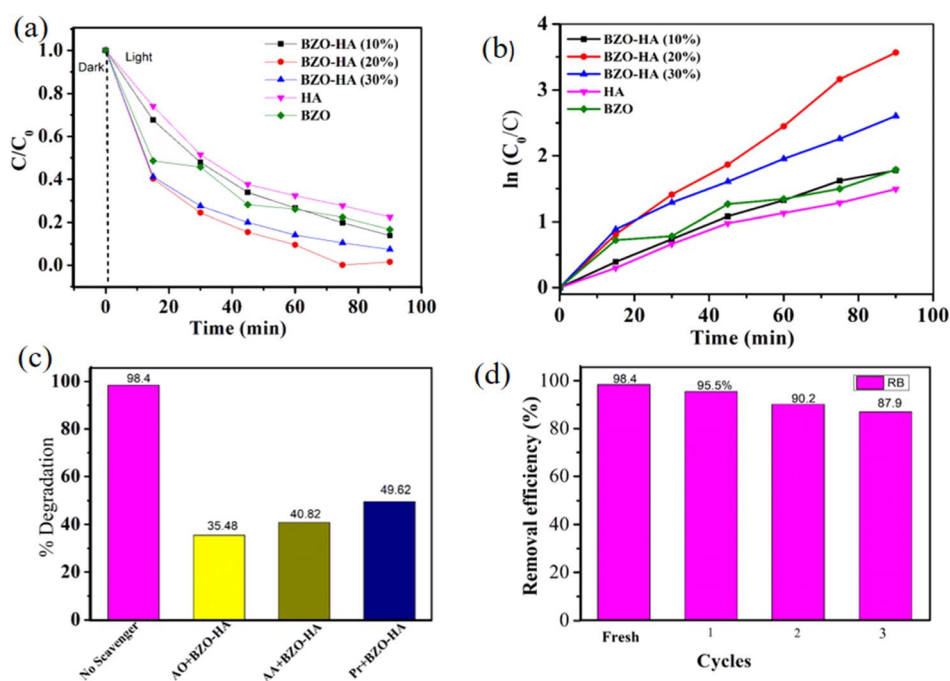 (a)
1.0
0.8
0.6
0.4
0.2
0.0
C/C₀
Dark
Light
BZO-HA (10%)
BZO-HA (20%)
BZO-HA (30%)
HA
BZO
0 20 40 60 80 100
Time (min)
(b)
4
3
2
1
0
ln (C₀/C)
BZO-HA (10%)
BZO-HA (20%)
BZO-HA (30%)
HA
BZO
0 20 40 60 80 100
Time (min)
(c)
100
80
60
40
20
0
% Degradation
98.4
35.48
40.82
49.62
No Scavenger
AO+BZO-HA
AA+BZO-HA
Pr+BZO-HA
(d)
100
80
60
40
20
0
Removal efficiency (%)
RB
98.4
95.5%
90.2
87.9
Fresh 1 2 3
Cycles